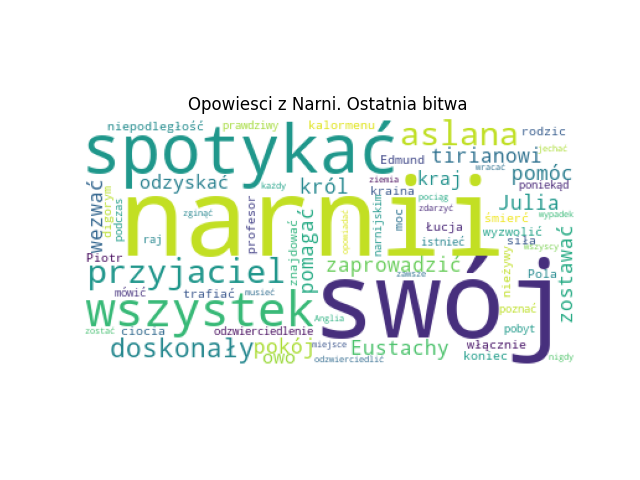 Opowiesci z Narni. Ostatnia bitwa
niepodległość prawdziwy kalormenu aslana rodzic
spotykać Edmund tirianowi jechać
wezwać odzyskać każdy król kraina kraj wracać pomóc
digorym podczas narnii ziemia pociąg Julia poniekąd
zginąć profesor opowiadać narnijskim moc zdarzyć śmierć wypadek
raj znajdować pomagać Łucja istnieć siła wyzwolić zostawać
Piotr przyjaciel zaprowadzić nieżywy wszyscy
mówić trafiać musieć zawsze swój Pola
wszystek Anglia poznać
zostać ciocia odzwierciedlenie pobyt
doskonały pokój miejsce Eustachy włącznie
owo odzwierciedlić koniec nigdy